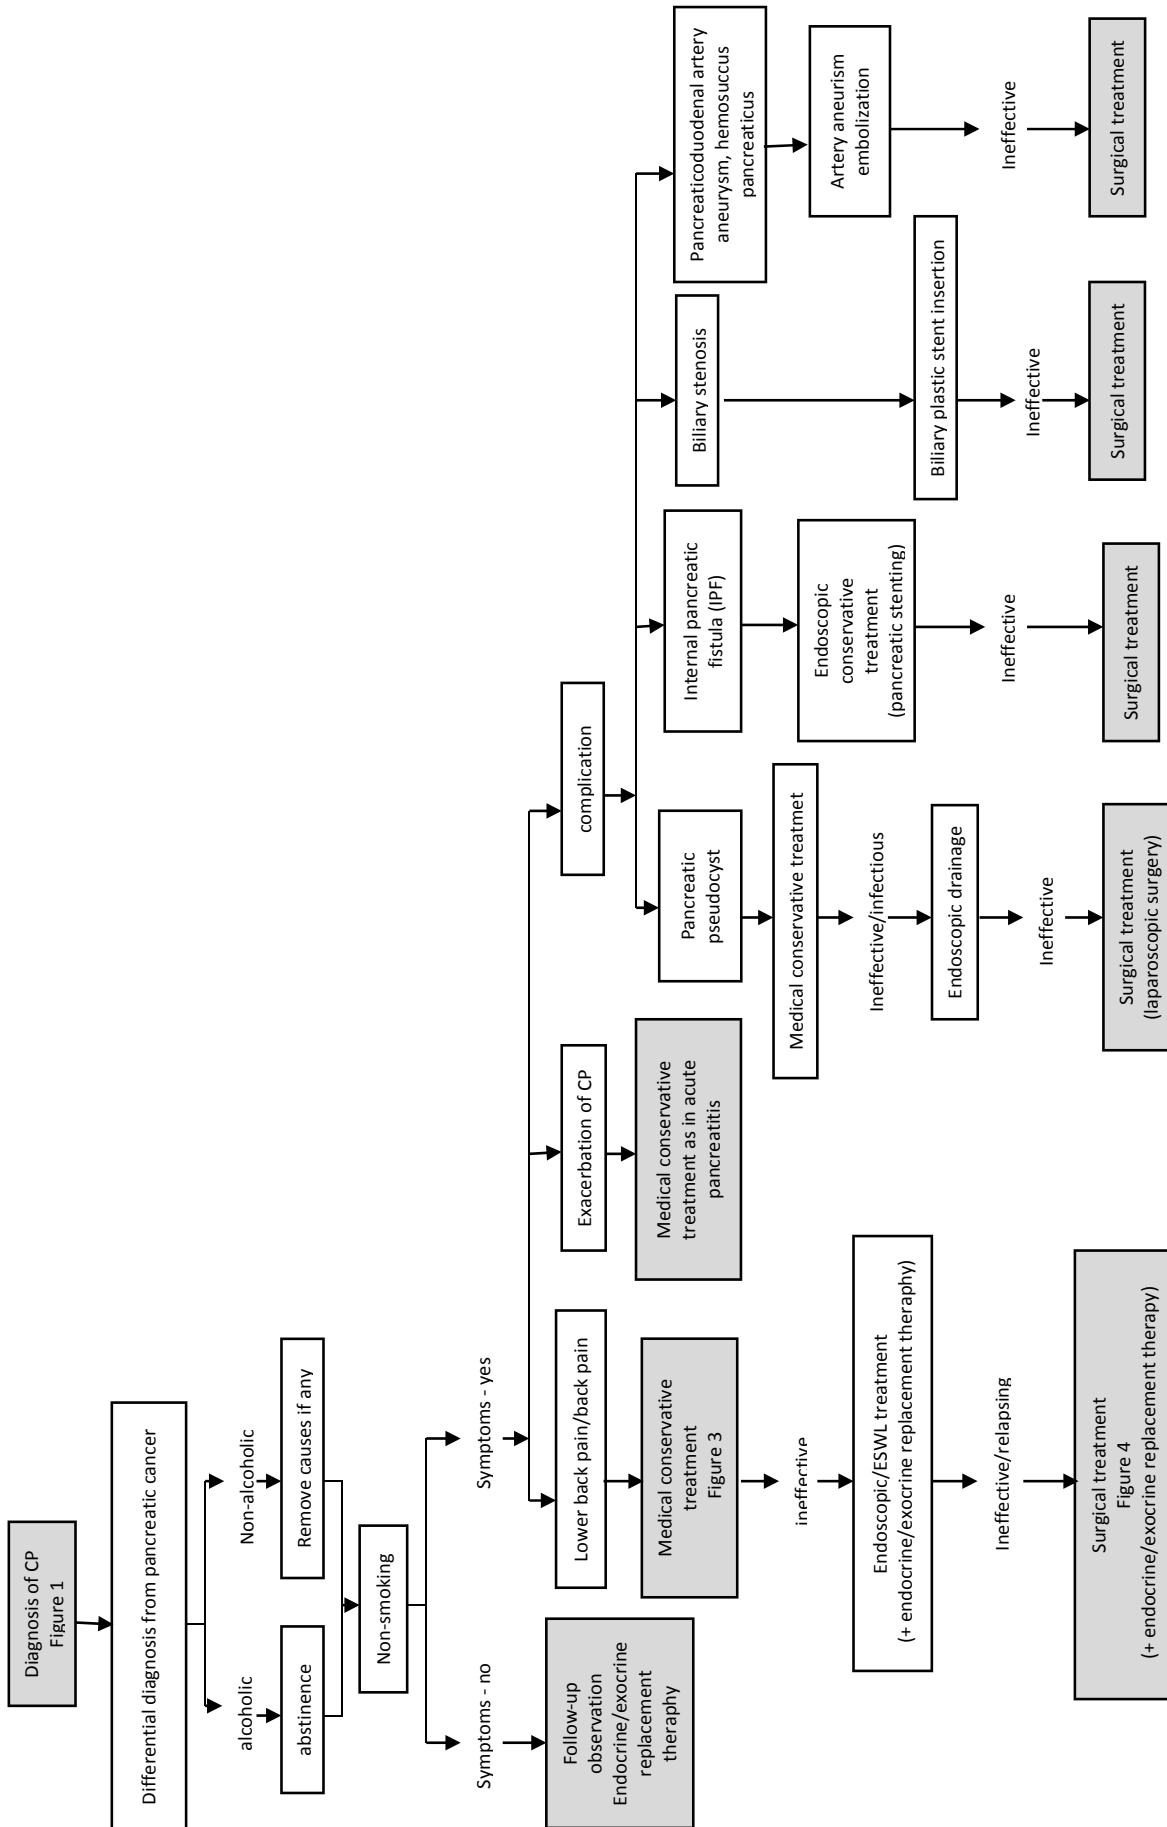 Diagnosis of CP
Figure 1
Differential diagnosis from pancreatic cancer
alcoholic
Non-alcoholic
abstinence
Remove causes if any
Non-smoking
Symptoms - no
Symptoms - yes
Follow-up
observation
Endocrine/exocrine
replacement
theraphy
Lower back pain/back pain
Exacerbation of CP
complication
Medical conservative
treatment
Figure 3
ineffective
Endoscopic/ESWL treatment
(+ endocrine/exocrine replacement theraphy)
Ineffective/relapsing
Surgical treatment
Figure 4
(+ endocrine/exocrine replacement therapy)
Medical conservative
treatment as in acute
pancreatitis
Pancreatic
pseudocyst
Medical conservative treatmet
Ineffective/infectious
Endoscopic drainage
Ineffective
Surgical treatment
(laparoscopic surgery)
Internal pancreatic
fistula (IPF)
Endoscopic
conservative
treatment
(pancreatic stenting)
Ineffective
Surgical treatment
Biliary stenosis
Biliary plastic stent insertion
Ineffective
Surgical treatment
Pancreaticoduodenal artery
aneurysm, hemosuccus
pancreaticus
Artery aneurism
embolization
Ineffective
Surgical treatment